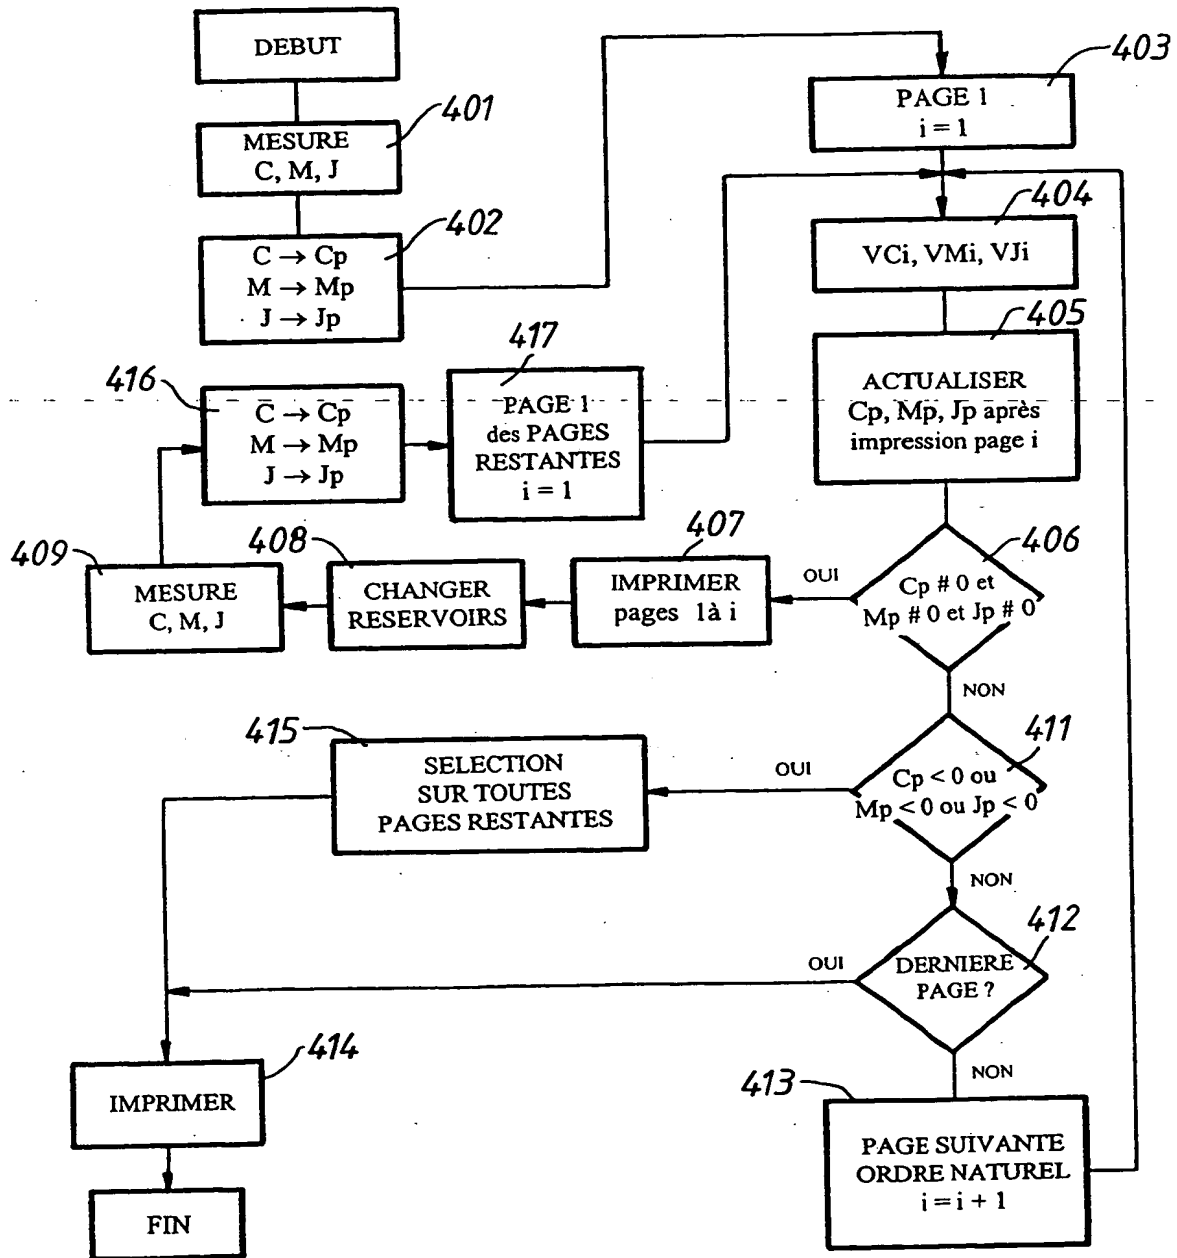 DEBUT
403
PAGE 1
i = 1
401
MESURE
C, M, J
402
C → Cp
M → Mp
J → Jp
404
VCi, VMi, VJi
405
ACTUALISER
Cp, Mp, Jp après
impression page i
416
C → Cp
M → Mp
J → Jp
417
PAGE 1
des PAGES
RESTANTES
i = 1
409
MESURE
C, M, J
408
CHANGER
RESERVOIRS
407
IMPRIMER
pages 1à i
OUI
406
Cp # 0 et
Mp # 0 et Jp # 0
NON
415
SELECTION
SUR TOUTES
PAGES RESTANTES
OUI
411
Cp < 0 ou
Mp < 0 ou Jp < 0
NON
412
OUI
DERNIERE
PAGE ?
NON
414
IMPRIMER
413
PAGE SUIVANTE
ORDRE NATUREL
i = i + 1
FIN